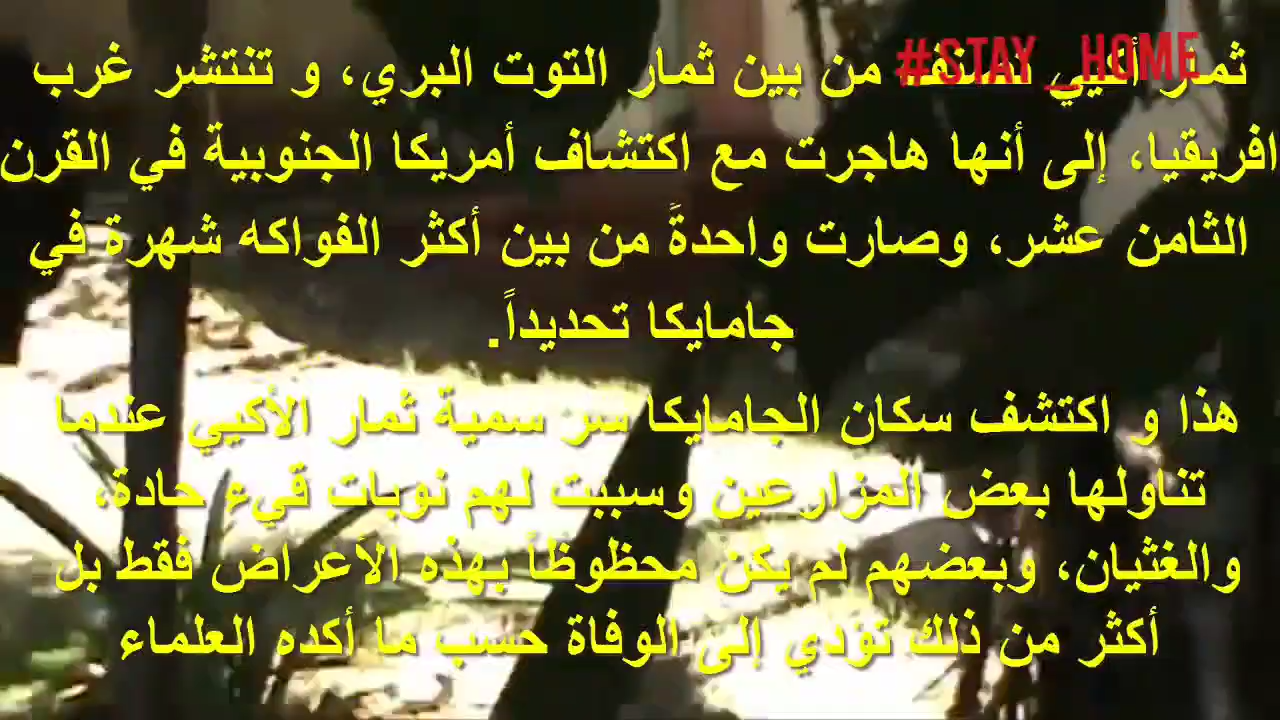 #STAY_HOME
ثمار أكيي تصنف من بين ثمار التوت البري، و تنتشر غرب
افريقيا، إلى أنها هاجرت مع اكتشاف أمريكا الجنوبية في القرن
الثامن عشر، وصارت واحدةً من بين أكثر الفواكه شهرة في
جامايكا تحديداً.
هذا و اكتشف سكان الجامايكا سر سمية ثمار الأكيي عندما
تناولها بعض المزارعين وسببت لهم نوبات قيء حادة،
والغثيان، وبعضهم لم يكن محظوظاً بهذه الأعراض فقط بل
أكثر من ذلك تؤدي إلى الوفاة حسب ما أكده العلماء